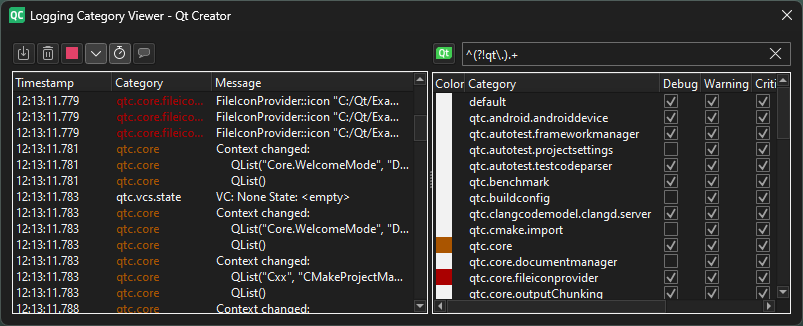 QC Logging Category Viewer - Qt Creator
Qt ^(?!qt\.).+
Timestamp Category Message
12:13:11.779 qtc.core.fileico... FileIconProvider::icon "C:/Qt/Exa...
12:13:11.779 qtc.core.fileico... FileIconProvider::icon "C:/Qt/Exa...
12:13:11.779 qtc.core.fileico... FileIconProvider::icon "C:/Qt/Exa...
12:13:11.781 qtc.core Context changed:
12:13:11.781 qtc.core QList("Core.WelcomeMode", "D...
12:13:11.781 qtc.core QList()
12:13:11.783 qtc.vcs.state VC: None State: <empty>
12:13:11.783 qtc.core Context changed:
12:13:11.783 qtc.core QList("Core.WelcomeMode", "D...
12:13:11.783 qtc.core QList()
12:13:11.783 qtc.core Context changed:
12:13:11.783 qtc.core QList("Cxx", "CMakeProjectMa...
12:13:11.783 qtc.core QList()
12:13:11.788 qtc.core Context changed:
Color Category Debug Warning Criti
default
qtc.android.androiddevice
qtc.autotest.frameworkmanager
qtc.autotest.projectsettings
qtc.autotest.testcodeparser
qtc.benchmark
qtc.buildconfig
qtc.clangcodemodel.clangd.server
qtc.cmake.import
qtc.core
qtc.core.documentmanager
qtc.core.fileiconprovider
qtc.core.outputChunking